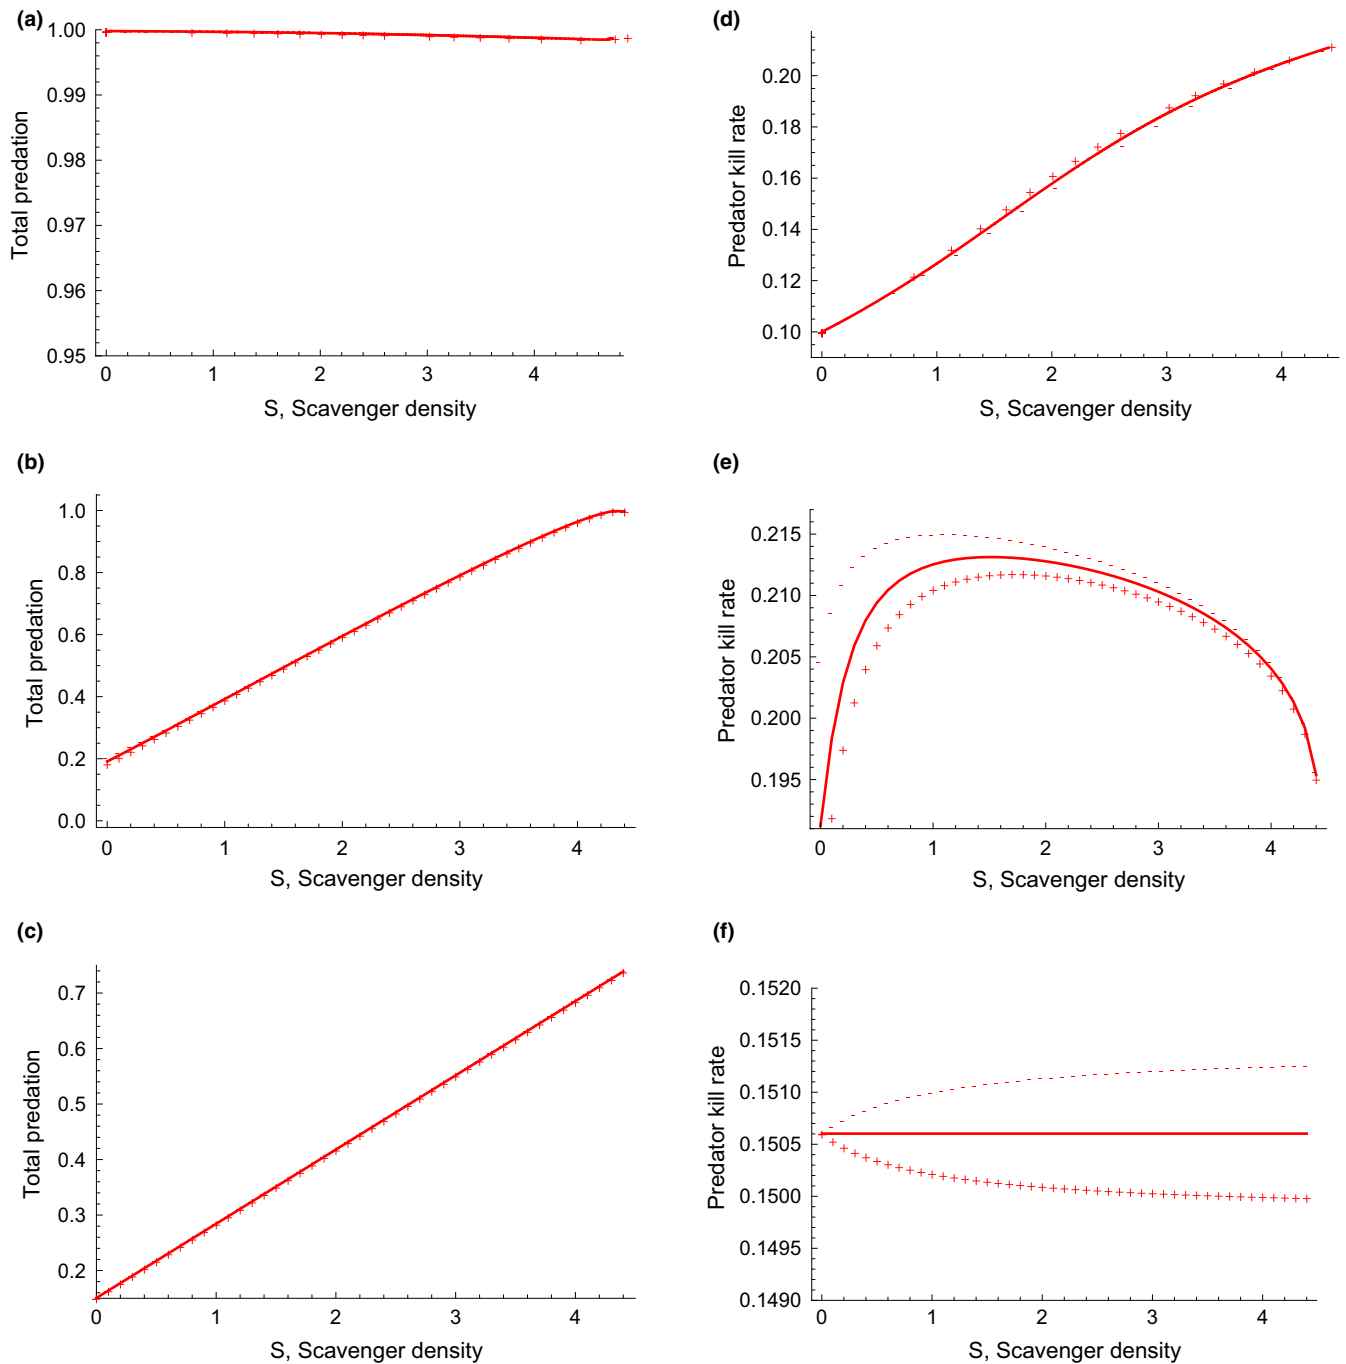 (a)
1.00
0.99
0.98
0.97
0.96
0.95
Total predation
0 1 2 3 4
S, Scavenger density
(d)
0.20
0.18
0.16
0.14
0.12
0.10
Predator kill rate
0 1 2 3 4
S, Scavenger density
(b)
1.0
0.8
0.6
0.4
0.2
0.0
Total predation
0 1 2 3 4
S, Scavenger density
(e)
0.215
0.210
0.205
0.200
0.195
Predator kill rate
0 1 2 3 4
S, Scavenger density
(c)
0.7
0.6
0.5
0.4
0.3
0.2
Total predation
0 1 2 3 4
S, Scavenger density
(f)
0.1520
0.1515
0.1510
0.1505
0.1500
0.1495
0.1490
Predator kill rate
0 1 2 3 4
S, Scavenger density